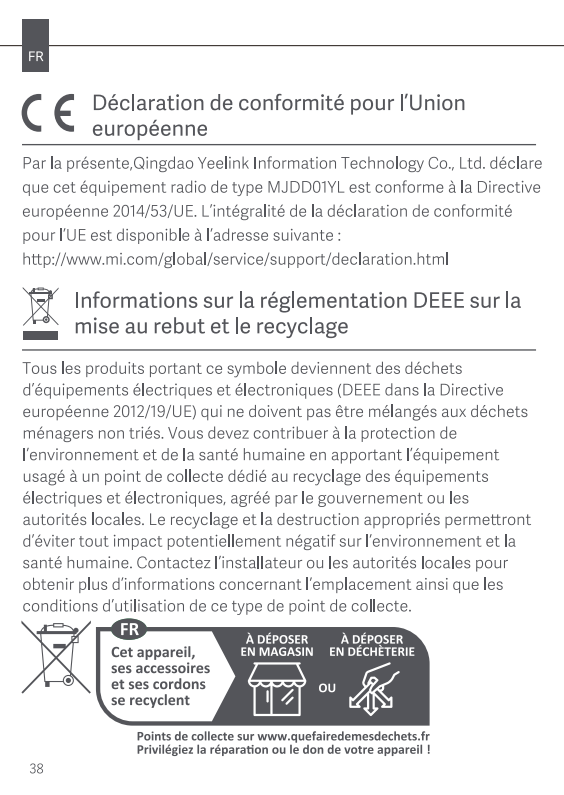 FR
CE Déclaration de conformité pour l'Union
européenne
Par la présente,Qingdao Yeelink Information Technology Co., Ltd. déclare
que cet équipement radio de type MJDD01YL est conforme à la Directive
européenne 2014/53/UE. L'intégralité de la déclaration de conformité
pour l'UE est disponible à l'adresse suivante :
http://www.mi.com/global/service/support/declaration.html
Informations sur la réglementation DEEE sur la
mise au rebut et le recyclage
Tous les produits portant ce symbole deviennent des déchets
d'équipements électriques et électroniques (DEEE dans la Directive
européenne 2012/19/UE) qui ne doivent pas être mélangés aux déchets
ménagers non triés. Vous devez contribuer à la protection de
l'environnement et de la santé humaine en apportant l'équipement
usagé à un point de collecte dédié au recyclage des équipements
électriques et électroniques, agréé par le gouvernement ou les
autorités locales. Le recyclage et la destruction appropriés permettront
d'éviter tout impact potentiellement négatif sur l'environnement et la
santé humaine. Contactez l'installateur ou les autorités locales pour
obtenir plus d'informations concernant l'emplacement ainsi que les
conditions d'utilisation de ce type de point de collecte.
FR
Cet appareil,
ses accessoires
et ses cordons
se recyclent
À DÉPOSER
EN MAGASIN
OU
À DÉPOSER
EN DÉCHÈTERIE
Points de collecte sur www.quefairedemesdechets.fr
Privilégiez la réparation ou le don de votre appareil !
38